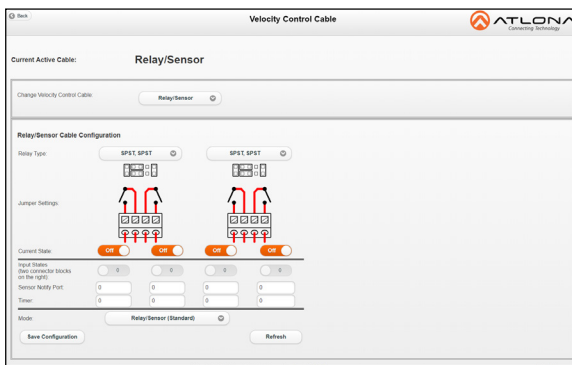 Back
Velocity Control Cable
ATLONA
Connecting Technology
Current Active Cable:
Relay/Sensor
Change Velocity Control Cable:
Relay/Sensor
Relay/Sensor Cable Configuration
Relay Type:
SPST, SPST
SPST, SPST
Jumper Settings:
Current State:
Off
Off
Off
Off
Input States
(two connector blocks
on the right):
0
0
0
0
Sensor Notify Port:
0
0
0
0
Timer:
0
0
0
0
Mode:
Relay/Sensor (Standard)
Save Configuration
Refresh